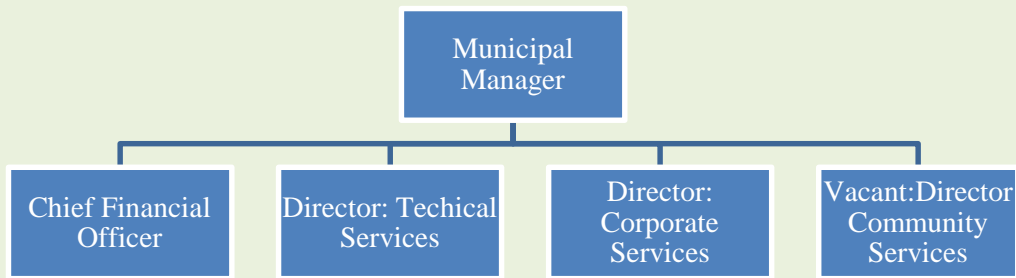 Municipal
Manager
Chief Financial
Officer
Director: Techical
Services
Director:
Corporate
Services
Vacant:Director
Community
Services